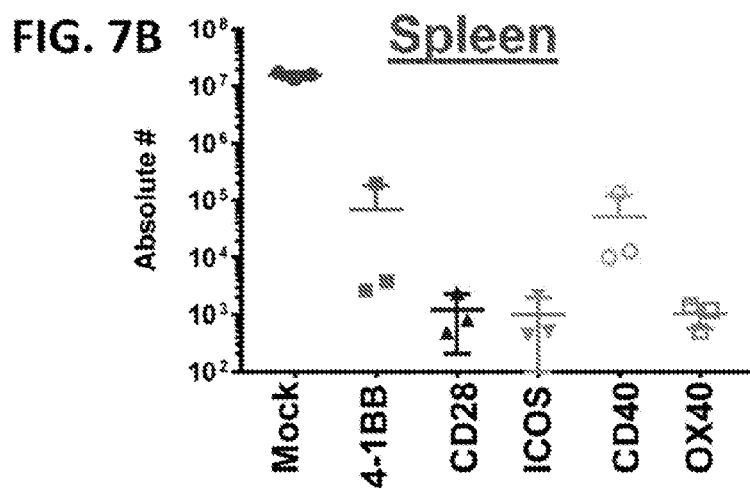 FIG. 7B
Spleen
Absolute #
10⁸
10⁷
10⁶
10⁵
10⁴
10³
10²
Mock
4-1BB
CD28
ICOS
CD40
OX40